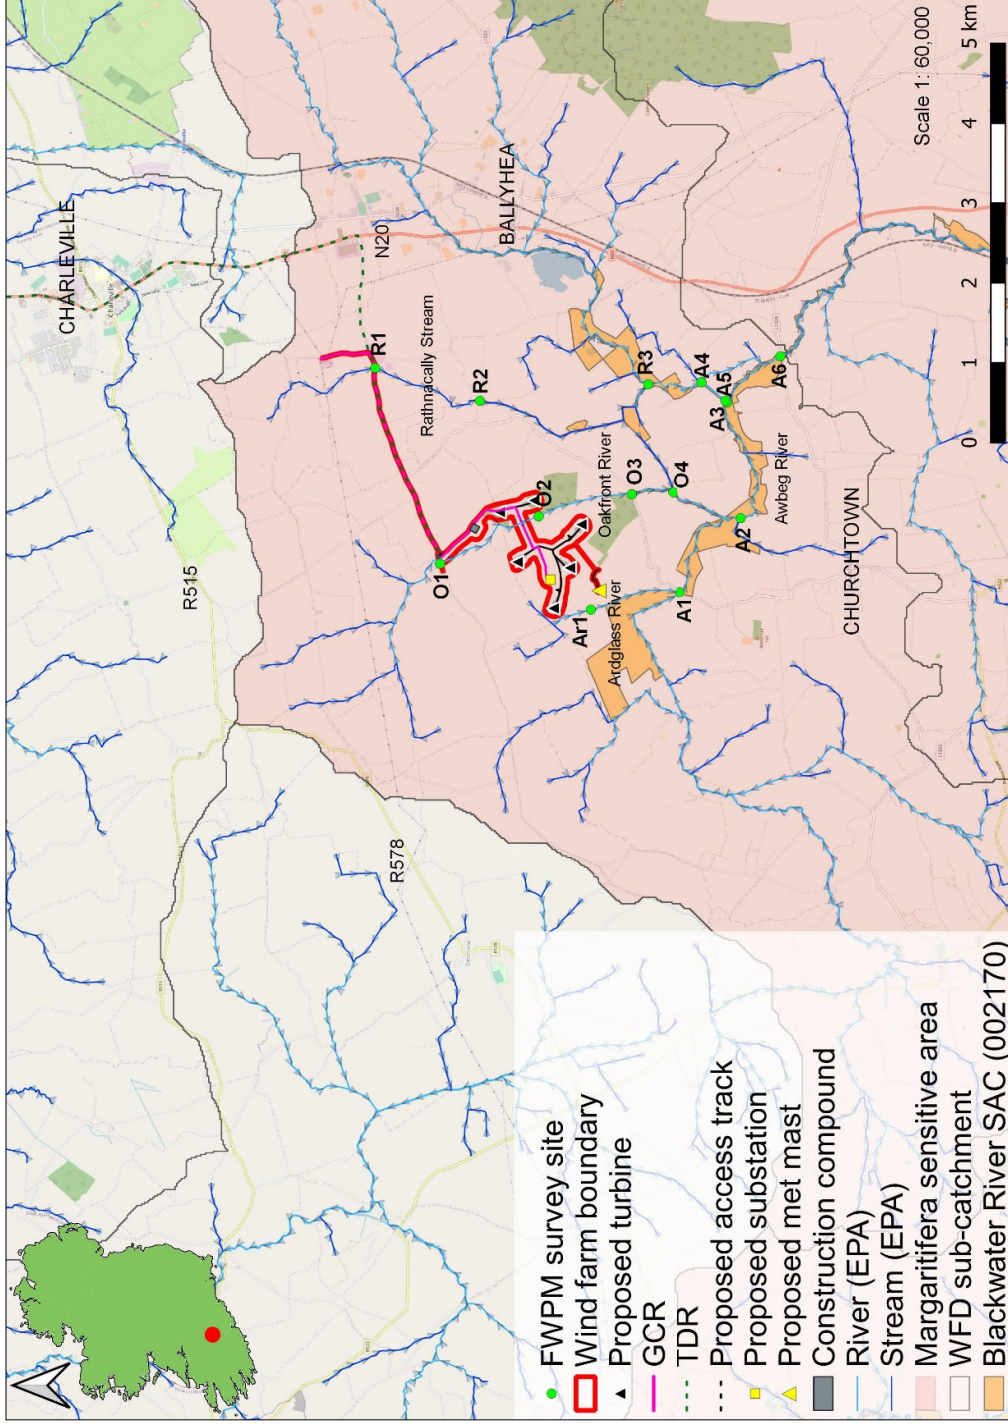 CHARLEVILLE
R515
N20
R1
Rathnacally Stream
BALLYHEA
R578
O1
R2
O2
Oakfront River
R3
Ar1
Ardglass River
O3
O4
A4
A5
A3
A1
A2
A6
Awbeg River
CHURCHTOWN
Scale 1: 60,000
0 1 2 3 4 5 km
FWPM survey site
Wind farm boundary
Proposed turbine
GCR
TDR
Proposed access track
Proposed substation
Proposed met mast
Construction compound
River (EPA)
Stream (EPA)
Margaritifera sensitive area
WFD sub-catchment
Blackwater River SAC (002170)